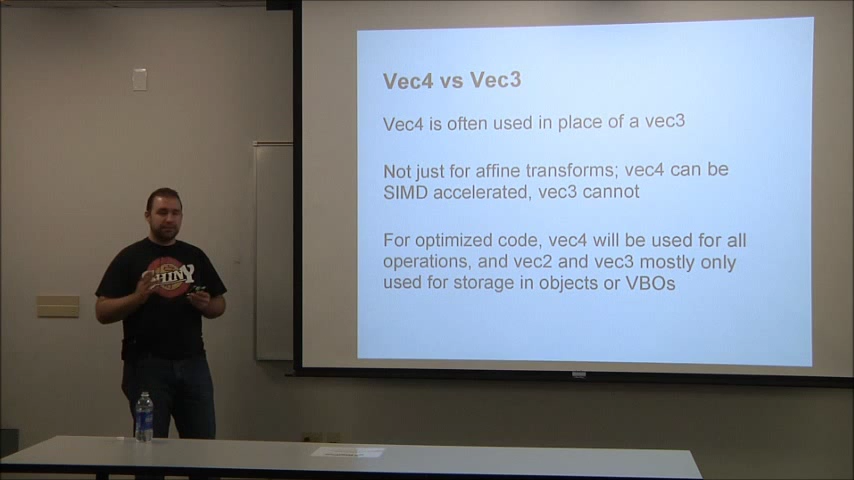 Vec4 vs Vec3
Vec4 is often used in place of a vec3
Not just for affine transforms; vec4 can be
SIMD accelerated, vec3 cannot
For optimized code, vec4 will be used for all
operations, and vec2 and vec3 mostly only
used for storage in objects or VBOs
SHINY